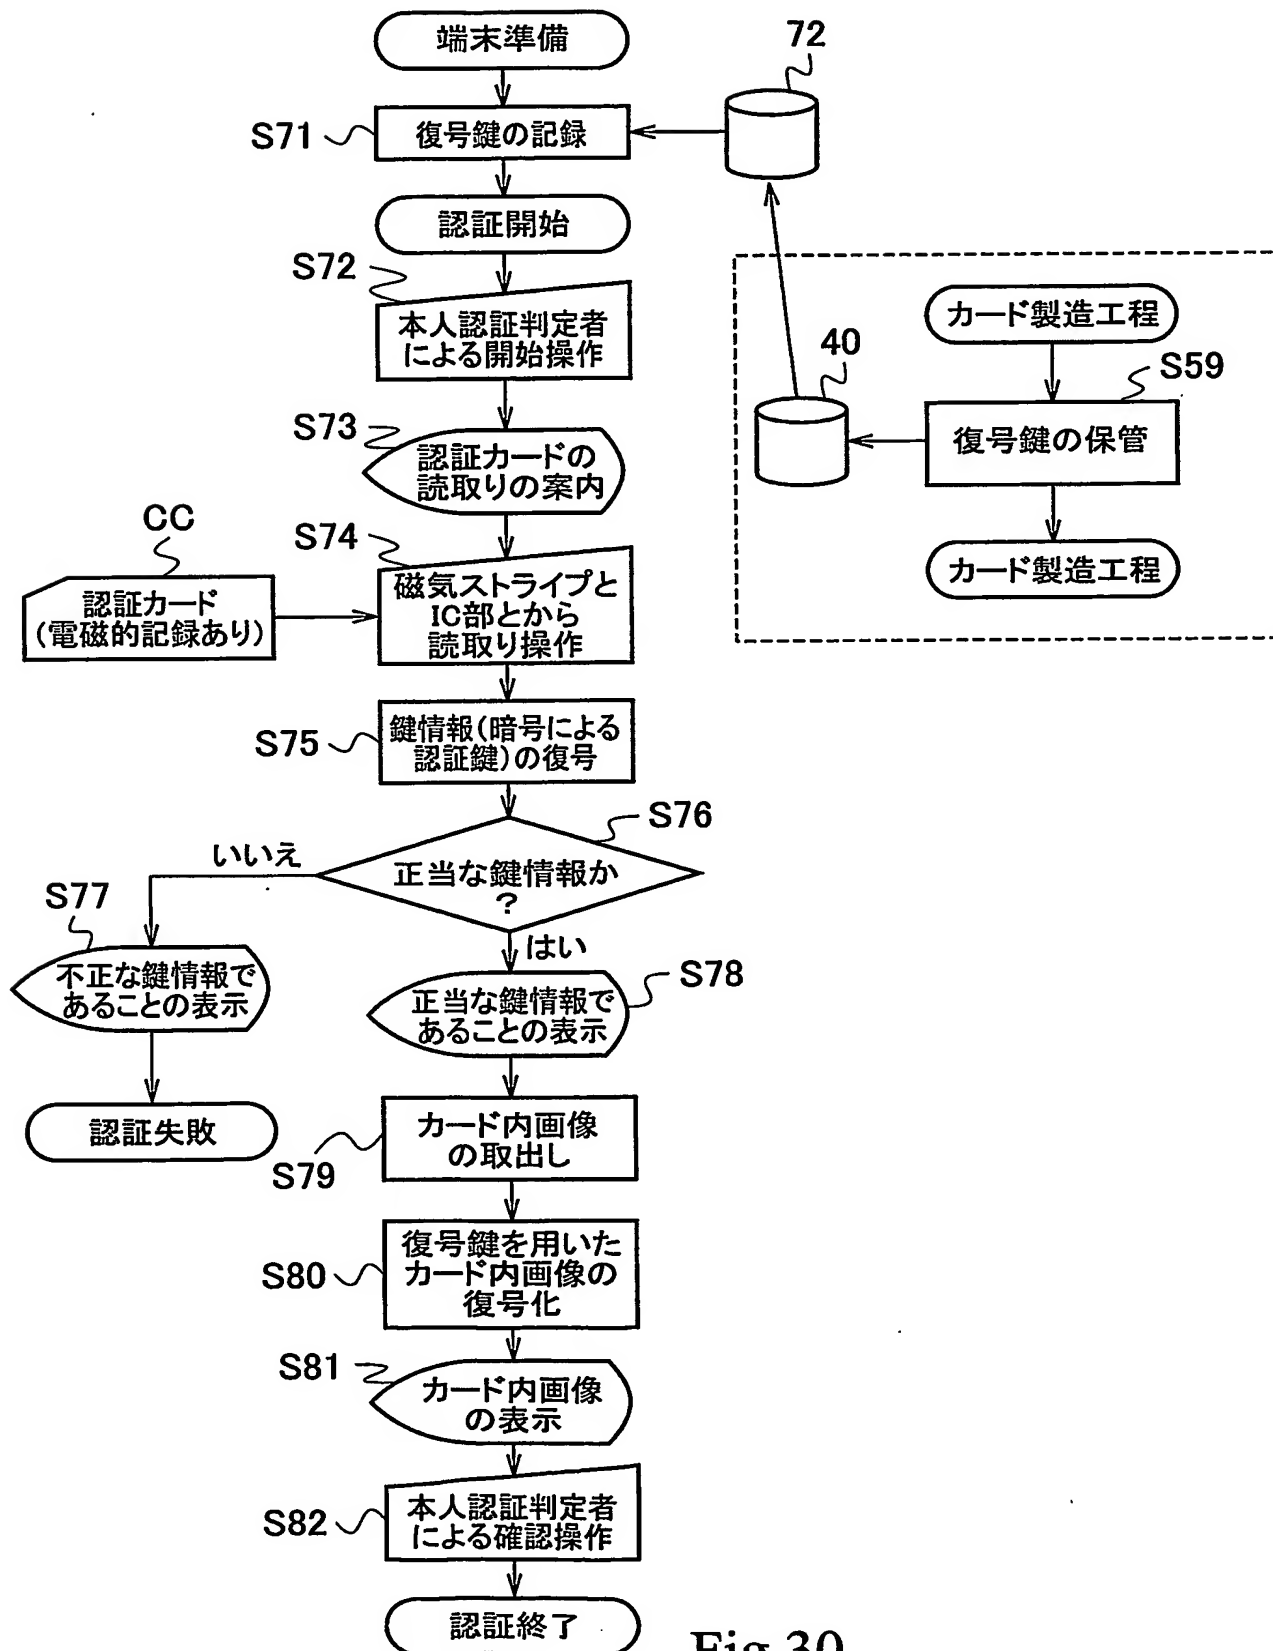 端末準備
72
S71
復号鍵の記録
認証開始
S72
本人認証判定者
による開始操作
カード製造工程
40
S59
復号鍵の保管
カード製造工程
S73
認証カードの
読取りの案内
CC
認証カード
(電磁的記録あり)
S74
磁気ストライプと
IC部とから
読取り操作
S75
鍵情報(暗号による
認証鍵)の復号
S76
正当な鍵情報か
?
いいえ
はい
S77
不正な鍵情報で
あることの表示
認証失敗
S78
正当な鍵情報で
あることの表示
S79
カード内画像
の取出し
S80
復号鍵を用いた
カード内画像の
復号化
S81
カード内画像
の表示
S82
本人認証判定者
による確認操作
認証終了
Fig.30